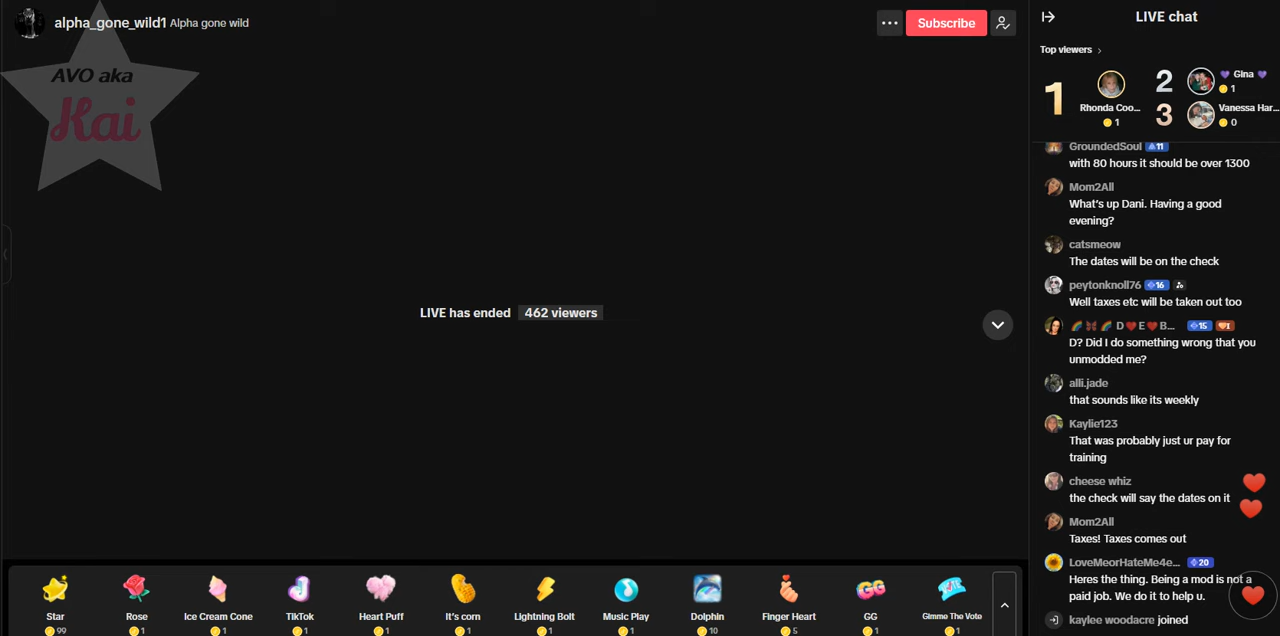 alpha_gone_wild1 Alpha gone wild
Subscribe
AVO aka
Kai
LIVE has ended 462 viewers
Star
99
Rose
1
Ice Cream Cone
1
TikTok
1
Heart Puff
1
It's corn
1
Lightning Bolt
1
Music Play
1
Dolphin
10
Finger Heart
5
GG
1
Gimme The Vote
1
LIVE chat
Top viewers
1
Rhonda Coo...
1
2
Gina
1
3
Vanessa Har...
0
GroundedSoul 11
with 80 hours it should be over 1300
Mom2All
What's up Dani. Having a good
evening?
catsmeow
The dates will be on the check
peytonknoll76 16
Well taxes etc will be taken out too
🌈🦋🌈 D❤️E❤️B... 15 I
D? Did I do something wrong that you
unmodded me?
alli.jade
that sounds like its weekly
Kaylie123
That was probably just ur pay for
training
cheese whiz
the check will say the dates on it
Mom2All
Taxes! Taxes comes out
LoveMeorHateMe4e... 20
Heres the thing. Being a mod is not a
paid job. We do it to help u.
kaylee woodacre joined